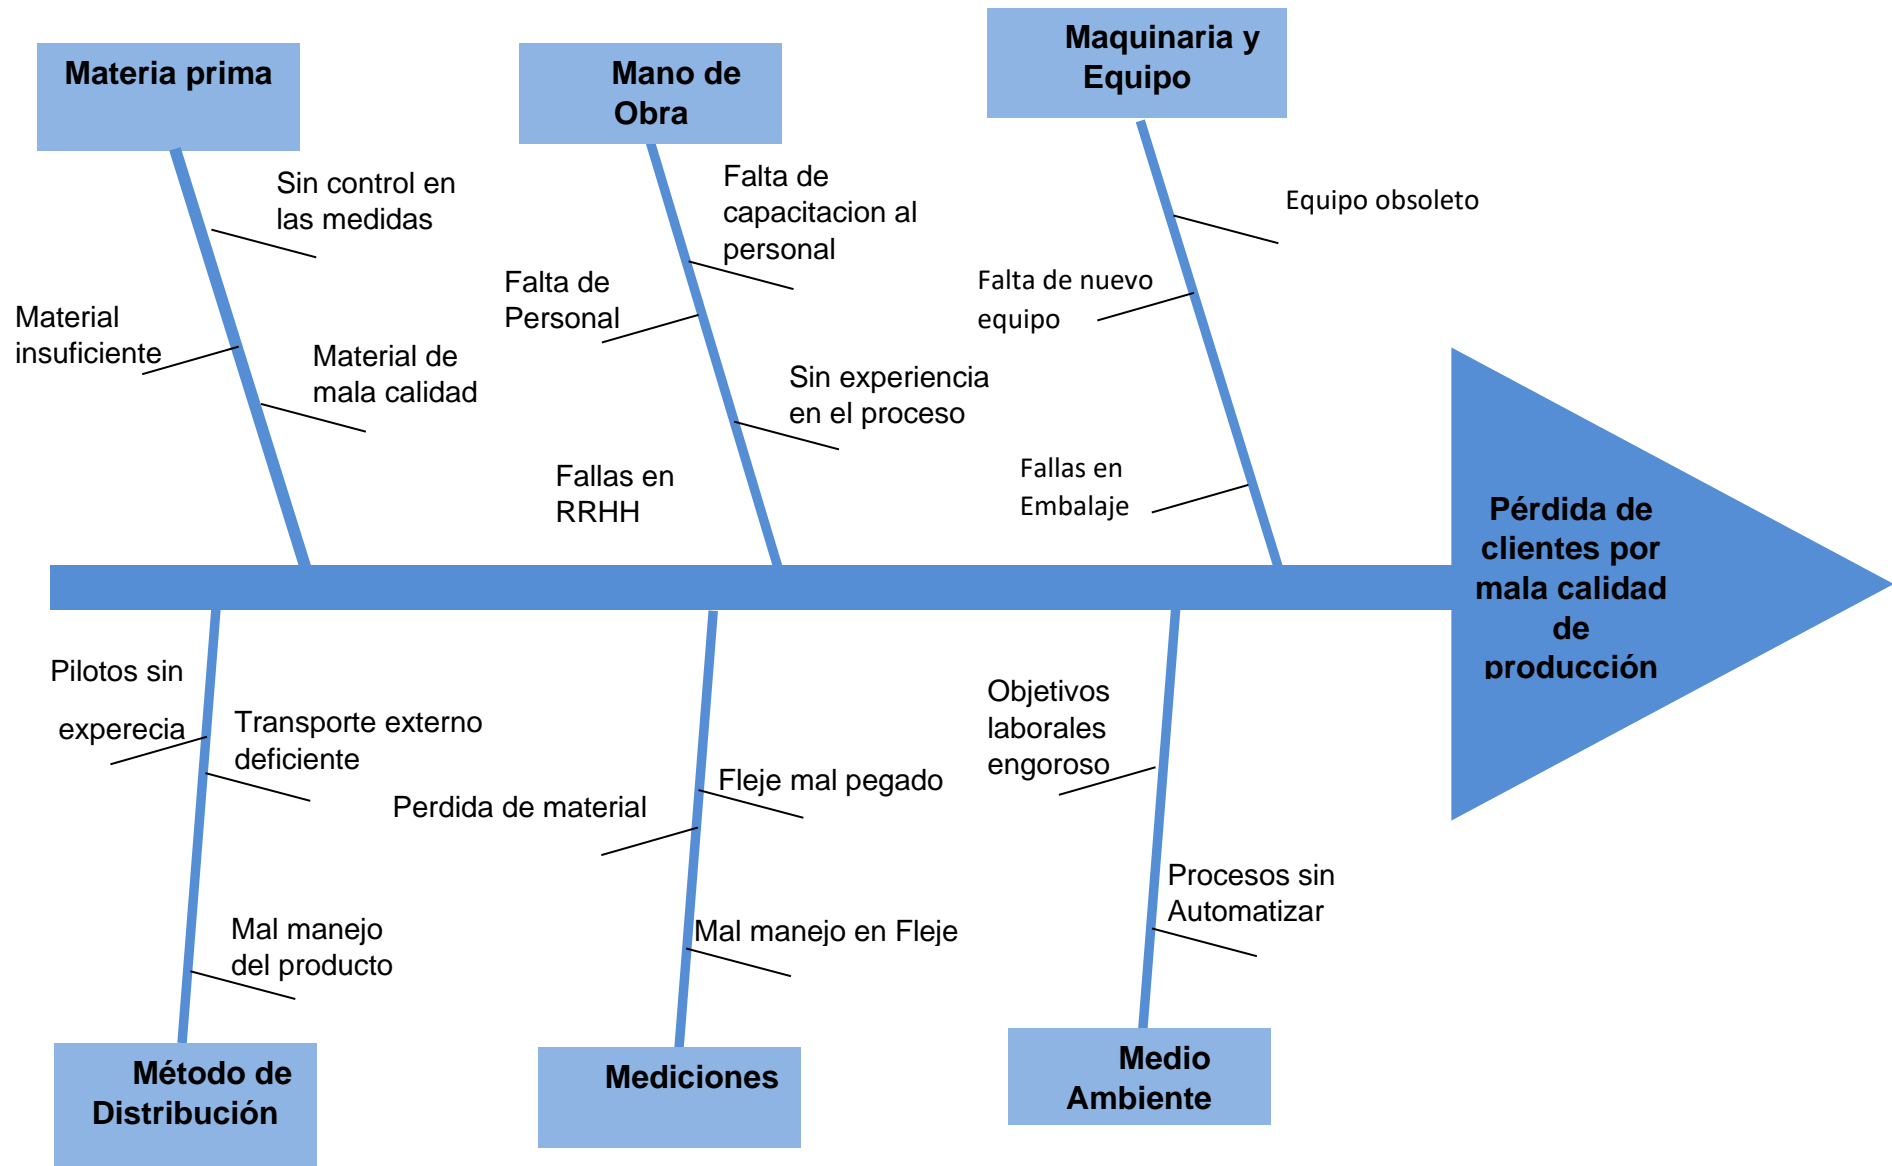 Materia prima
Mano de
Obra
Maquinaria y
Equipo
Sin control en
las medidas
Material
insuficiente
Material de
mala calidad
Falta de
capacitacion al
personal
Falta de
Personal
Sin experiencia
en el proceso
Fallas en
RRHH
Equipo obsoleto
Falta de nuevo
equipo
Fallas en
Embalaje
Pérdida de
clientes por
mala calidad
de
producción
Pilotos sin
experecia
Transporte externo
deficiente
Mal manejo
del producto
Perdida de material
Fleje mal pegado
Mal manejo en Fleje
Objetivos
laborales
engoroso
Procesos sin
Automatizar
Método de
Distribución
Mediciones
Medio
Ambiente